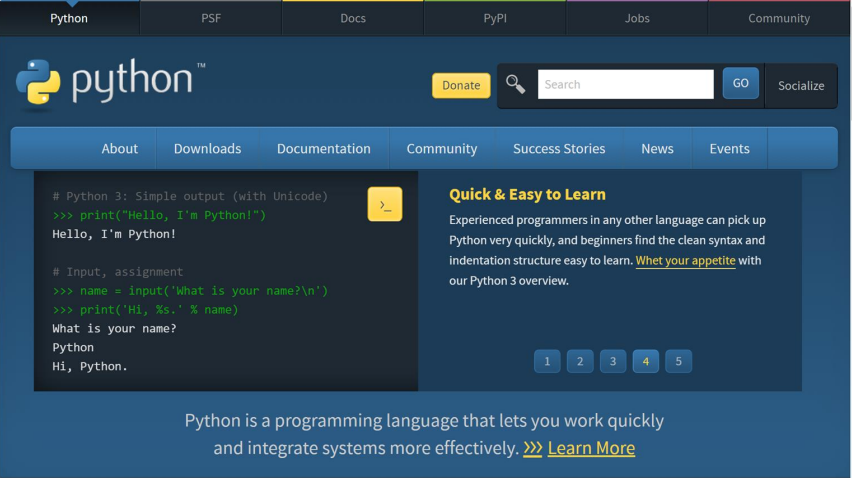 Python PSF Docs PyPI Jobs Community
python™
Donate Search GO Socialize
About Downloads Documentation Community Success Stories News Events
# Python 3: Simple output (with Unicode)
>>> print("Hello, I'm Python!")
Hello, I'm Python!
# Input, assignment
>>> name = input('What is your name?\n')
>>> print('Hi, %s.' % name)
What is your name?
Python
Hi, Python.
>_
Quick & Easy to Learn
Experienced programmers in any other language can pick up
Python very quickly, and beginners find the clean syntax and
indentation structure easy to learn. Whet your appetite with
our Python 3 overview.
1 2 3 4 5
Python is a programming language that lets you work quickly
and integrate systems more effectively. >>> Learn More